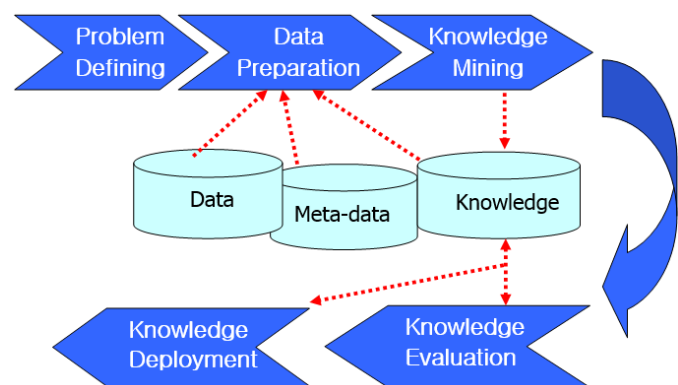 Problem
Defining
Data
Preparation
Knowledge
Mining
Data
Meta-data
Knowledge
Knowledge
Deployment
Knowledge
Evaluation